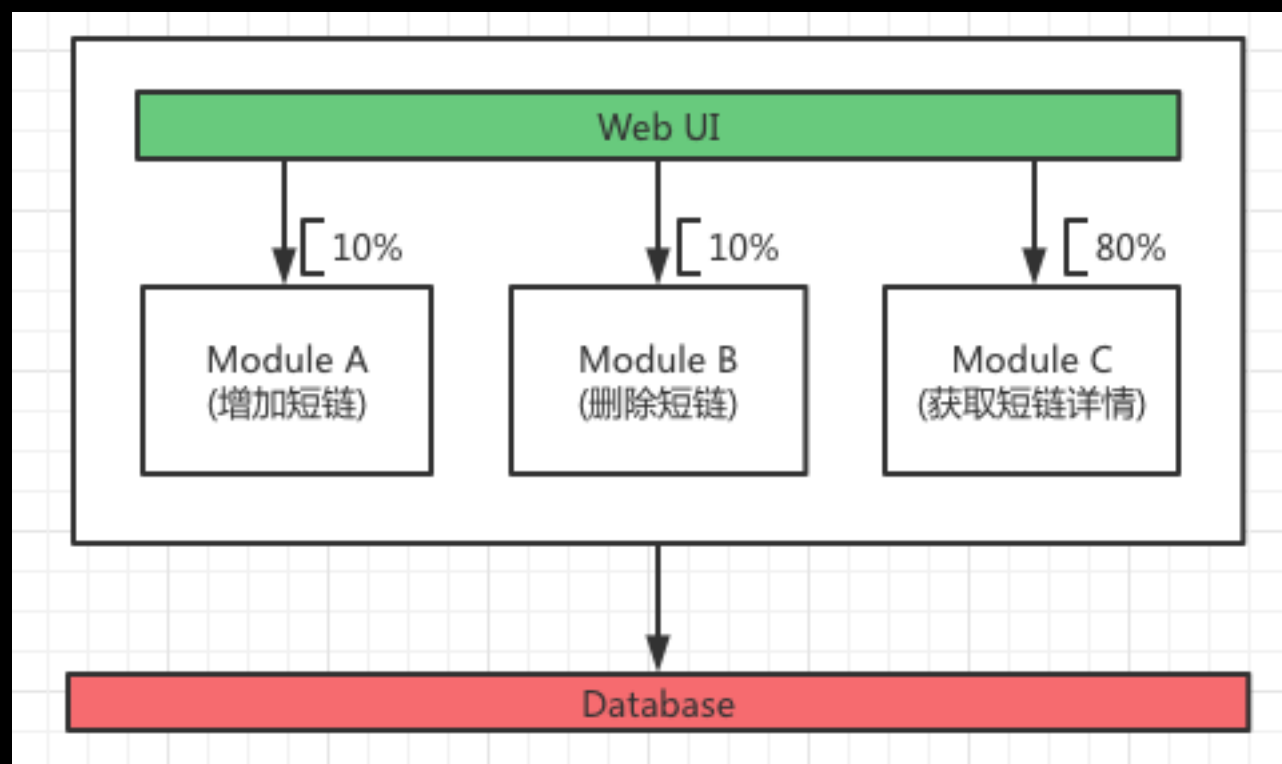 Web UI
10%
10%
80%
Module A
(增加短链)
Module B
(删除短链)
Module C
(获取短链详情)
Database